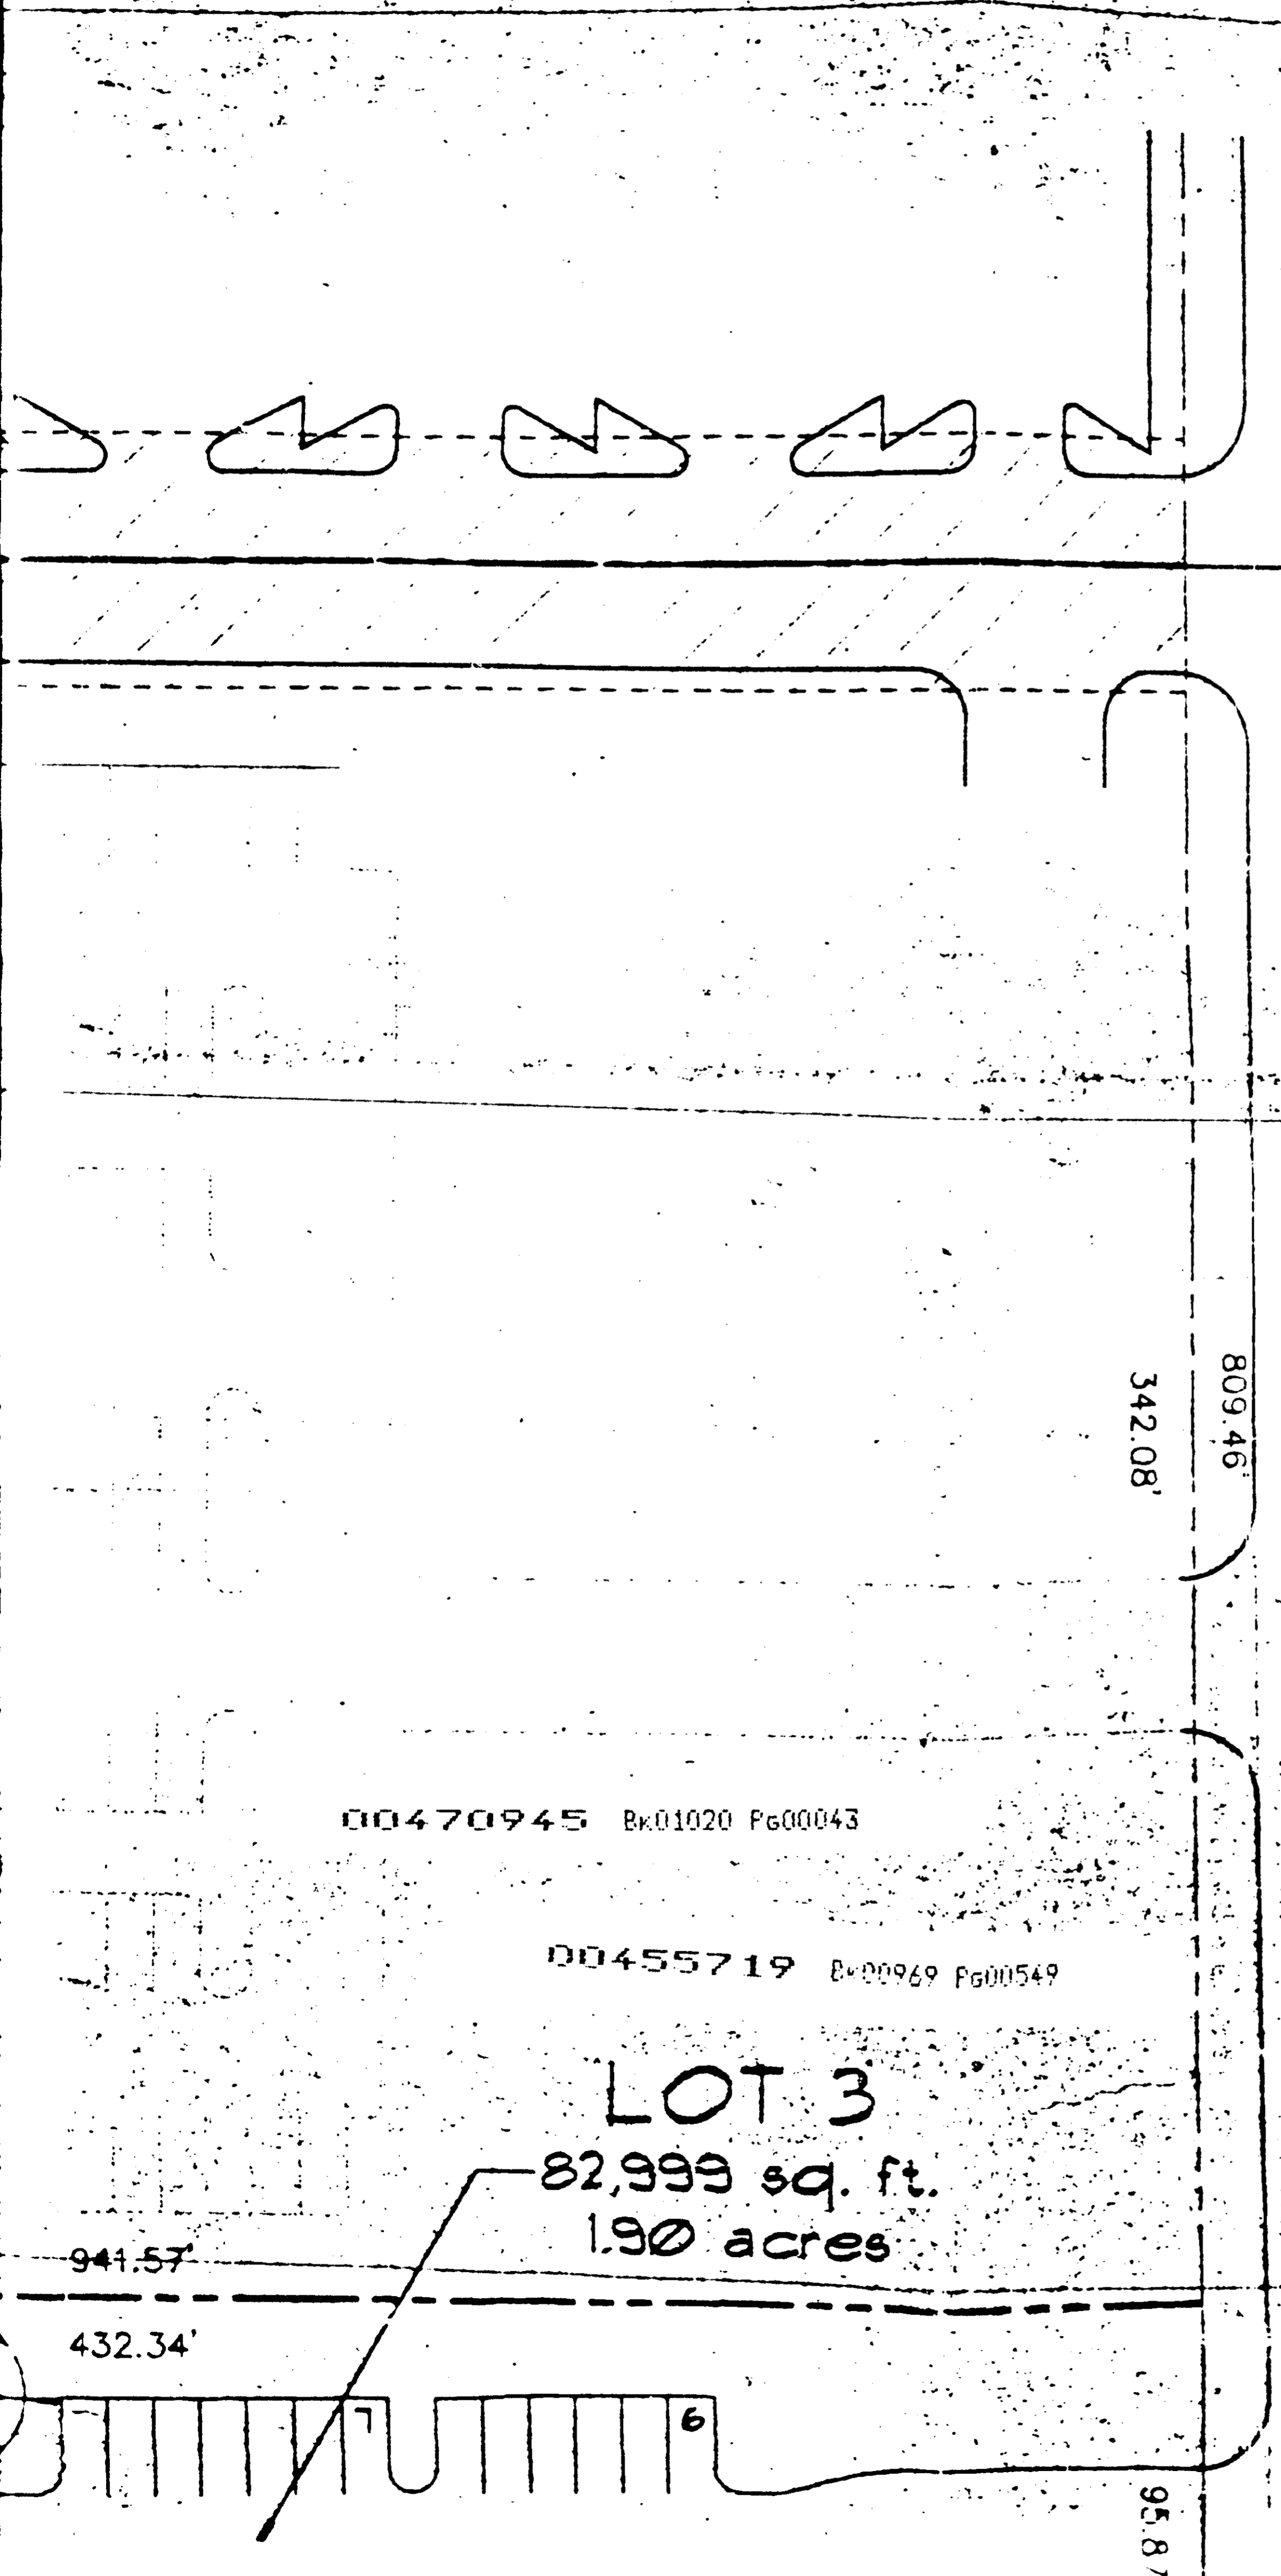 809.46'
342.08'
00470945 Bk01020 Pg00043
00455719 Bk00969 Pg00549
LOT 3
82,999 sq. ft.
1.90 acres
941.57'
432.34'
7
6